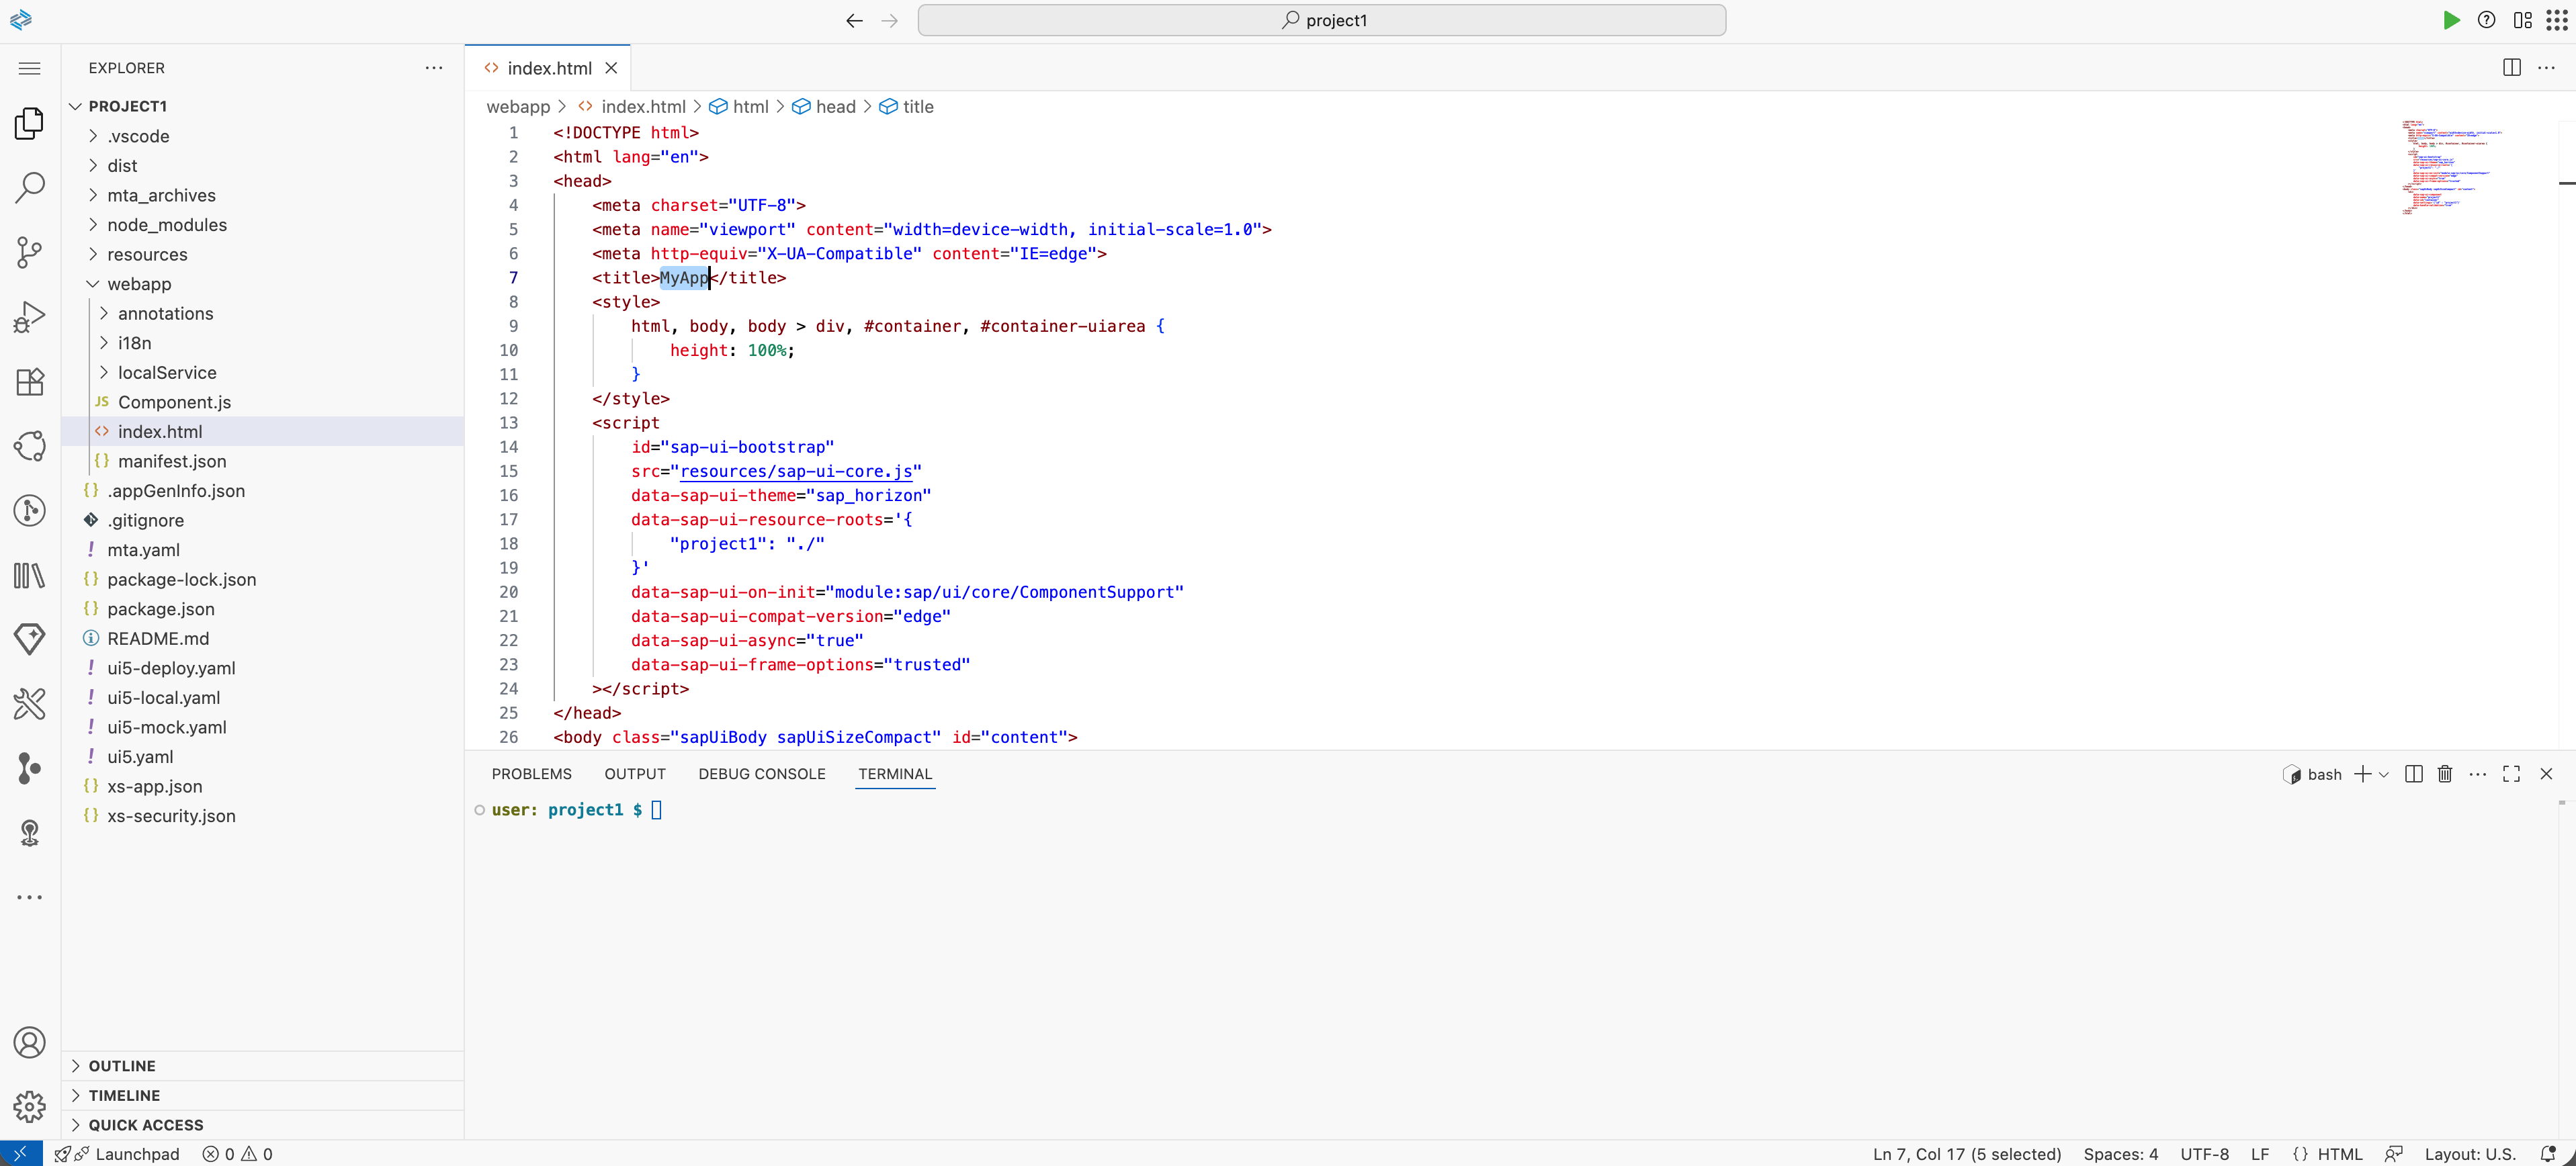 project1
EXPLORER
PROJECT1
.vscode
dist
mta_archives
node_modules
resources
webapp
annotations
i18n
localService
JS Component.js
<> index.html
{} manifest.json
{} .appGenInfo.json
.gitignore
! mta.yaml
{} package-lock.json
{} package.json
README.md
! ui5-deploy.yaml
! ui5-local.yaml
! ui5-mock.yaml
! ui5.yaml
{} xs-app.json
{} xs-security.json
OUTLINE
TIMELINE
QUICK ACCESS
<> index.html
webapp > <> index.html > html > head > title
1 <!DOCTYPE html>
2 <html lang="en">
3 <head>
4 <meta charset="UTF-8">
5 <meta name="viewport" content="width=device-width, initial-scale=1.0">
6 <meta http-equiv="X-UA-Compatible" content="IE=edge">
7 <title>MyApp</title>
8 <style>
9 html, body, body > div, #container, #container-uiarea {
10 height: 100%;
11 }
12 </style>
13 <script
14 id="sap-ui-bootstrap"
15 src="resources/sap-ui-core.js"
16 data-sap-ui-theme="sap_horizon"
17 data-sap-ui-resource-roots='{
18 "project1": "./"
19 }'
20 data-sap-ui-on-init="module:sap/ui/core/ComponentSupport"
21 data-sap-ui-compat-version="edge"
22 data-sap-ui-async="true"
23 data-sap-ui-frame-options="trusted"
24 ></script>
25 </head>
26 <body class="sapUiBody sapUiSizeCompact" id="content">
PROBLEMS OUTPUT DEBUG CONSOLE TERMINAL
bash
user: project1 $
Launchpad 0 0
Ln 7, Col 17 (5 selected) Spaces: 4 UTF-8 LF {} HTML Layout: U.S.